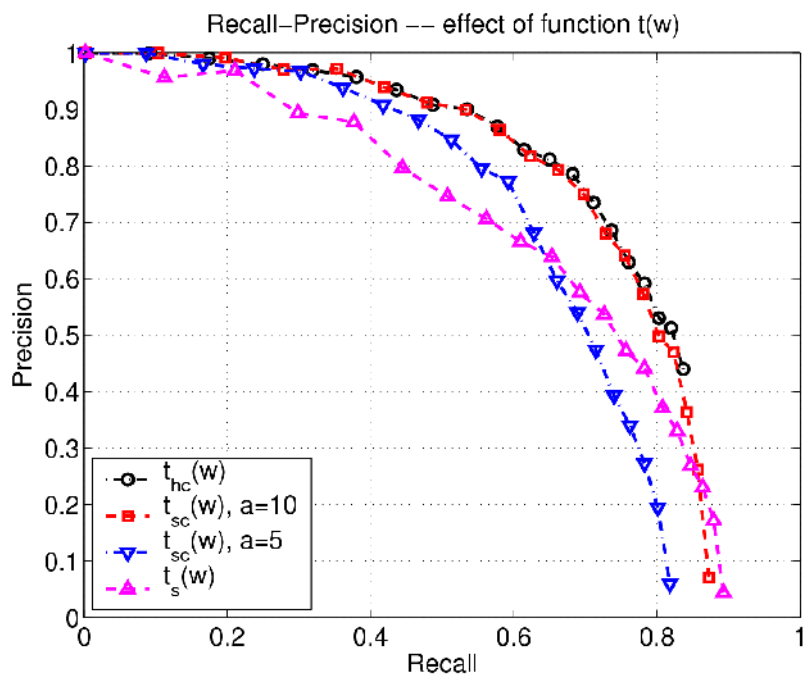 Recall-Precision -- effect of function t(w)
Precision
1
0.9
0.8
0.7
0.6
0.5
0.4
0.3
0.2
0.1
0
t_hc(w)
t_sc(w), a=10
t_sc(w), a=5
t_s(w)
0
0.2
0.4
0.6
0.8
1
Recall